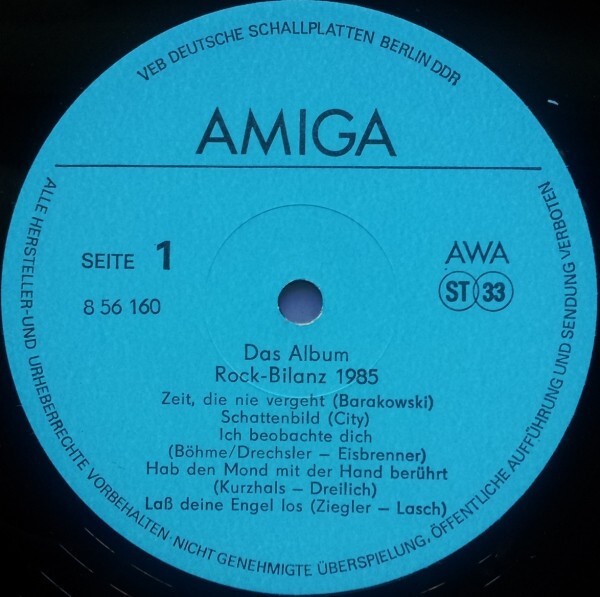 VEB DEUTSCHE SCHALLPLATTEN BERLIN DDR
AMIGA
SEITE 1
8 56 160
AWA
ST 33
Das Album
Rock-Bilanz 1985
Zeit, die nie vergeht (Barakowski)
Schattenbild (City)
Ich beobachte dich
(Böhme/Drechsler – Eisbrenner)
Hab den Mond mit der Hand berührt
(Kurzhals – Dreilich)
Laß deine Engel los (Ziegler – Lasch)
ALLE HERSTELLER-UND URHEBERRECHTE VORBEHALTEN·NICHT GENEHMIGTE ÜBERSPIELUNG, ÖFFENTLICHE AUFFÜHRUNG UND SENDUNG VERBOTEN